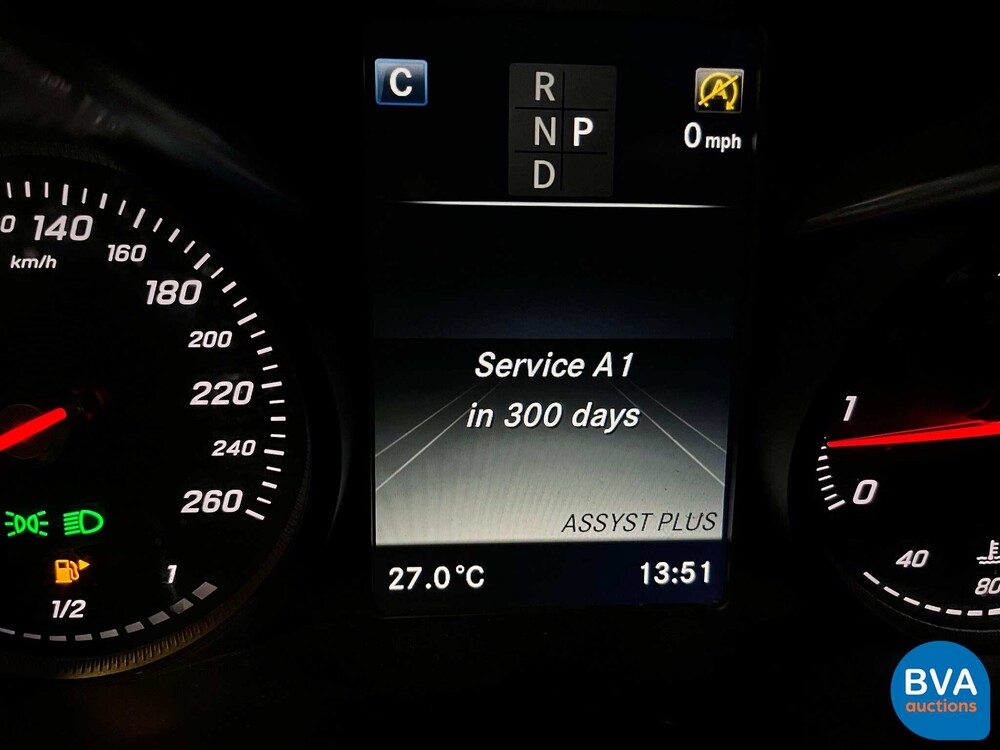 C
R
N P
D
A
0 mph
0 140
km/h
160
180
200
220
240
260
1
1/2
Service A1
in 300 days
ASSYST PLUS
27.0°C
13:51
1
0
40
80
BVA
auctions